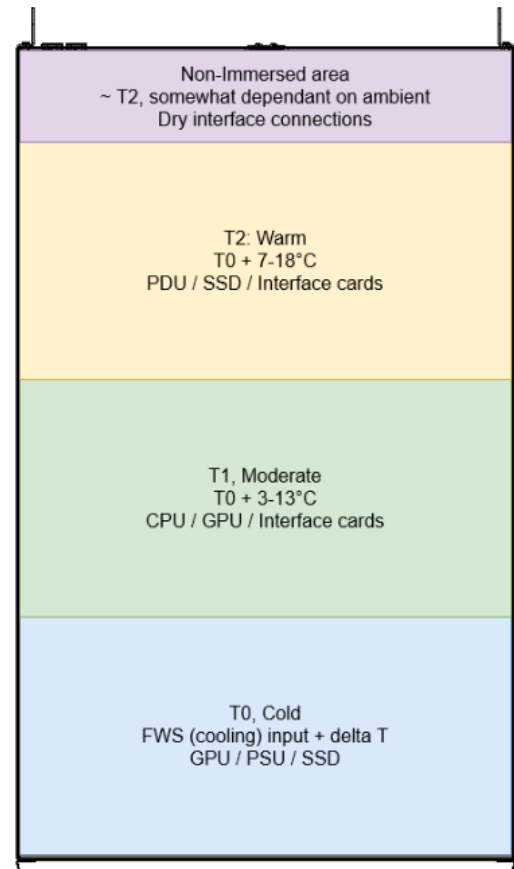 Non-Immersed area
~ T2, somewhat dependant on ambient
Dry interface connections
T2: Warm
T0 + 7-18°C
PDU / SSD / Interface cards
T1, Moderate
T0 + 3-13°C
CPU / GPU / Interface cards
T0, Cold
FWS (cooling) input + delta T
GPU / PSU / SSD